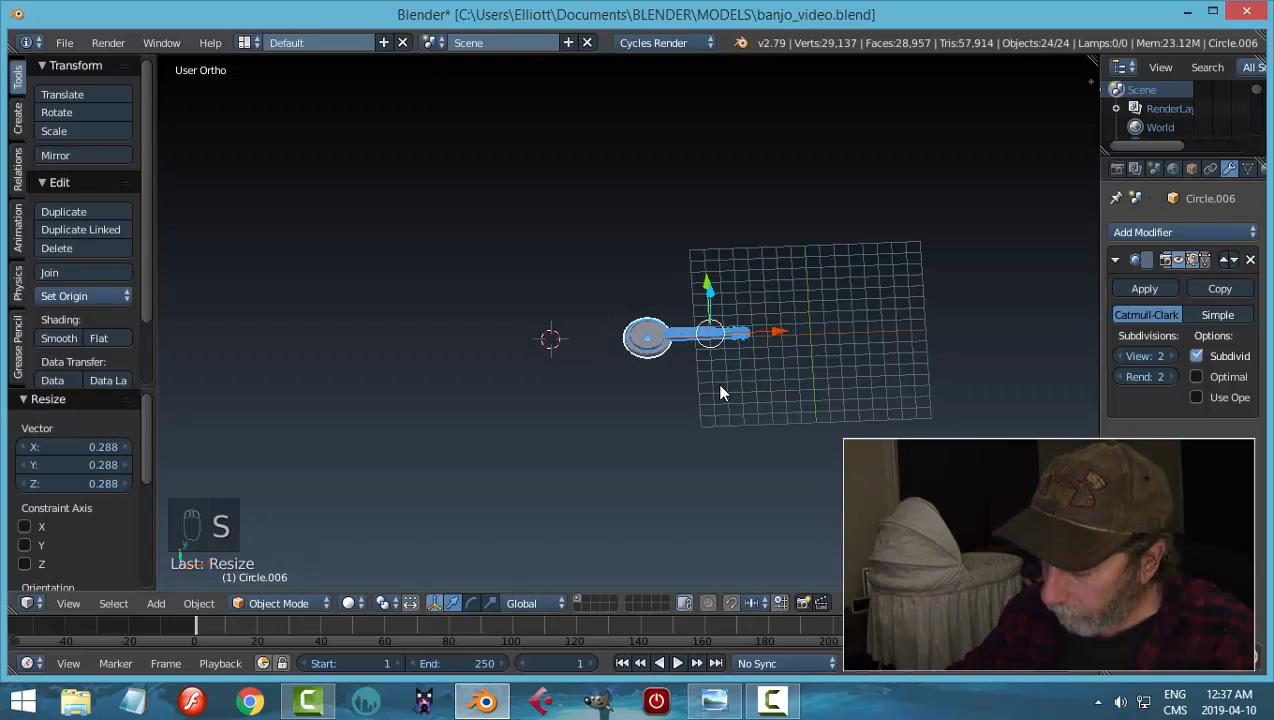 Blender* [C:\Users\Elliott\Documents\BLENDER\MODELS\banjo_video.blend]
File Render Window Help Default Scene Cycles Render v2.79 | Verts:29,137 | Faces:28,957 | Tris:57,914 | Objects:24/24 | Lamps:0/0 | Mem:23.12M | Circle.006
Tools
Create
Relations
Animation
Physics
Grease Pencil
Transform
Translate
Rotate
Scale
Mirror
Edit
Duplicate
Duplicate Linked
Delete
Join
Set Origin
Shading:
Smooth Flat
Data Transfer:
Data Data La
Resize
Vector
X: 0.288
Y: 0.288
Z: 0.288
Constraint Axis
X
Y
Z
Orientation
User Ortho
S
Last: Resize
(1) Circle.006
View Search All Sc
Scene
RenderLay
World
Circle.006
Add Modifier
Apply Copy
Catmull-Clark Simple
Subdivisions: Options:
View: 2 Subdivid
Rend: 2 Optimal
Use Ope
View Select Add Object Object Mode Global
-40 -20 0 20 40 60 80 100 120 140 160 180 200
View Marker Frame Playback Start: 1 End: 250 1 No Sync
ENG 12:37 AM
CMS 2019-04-10